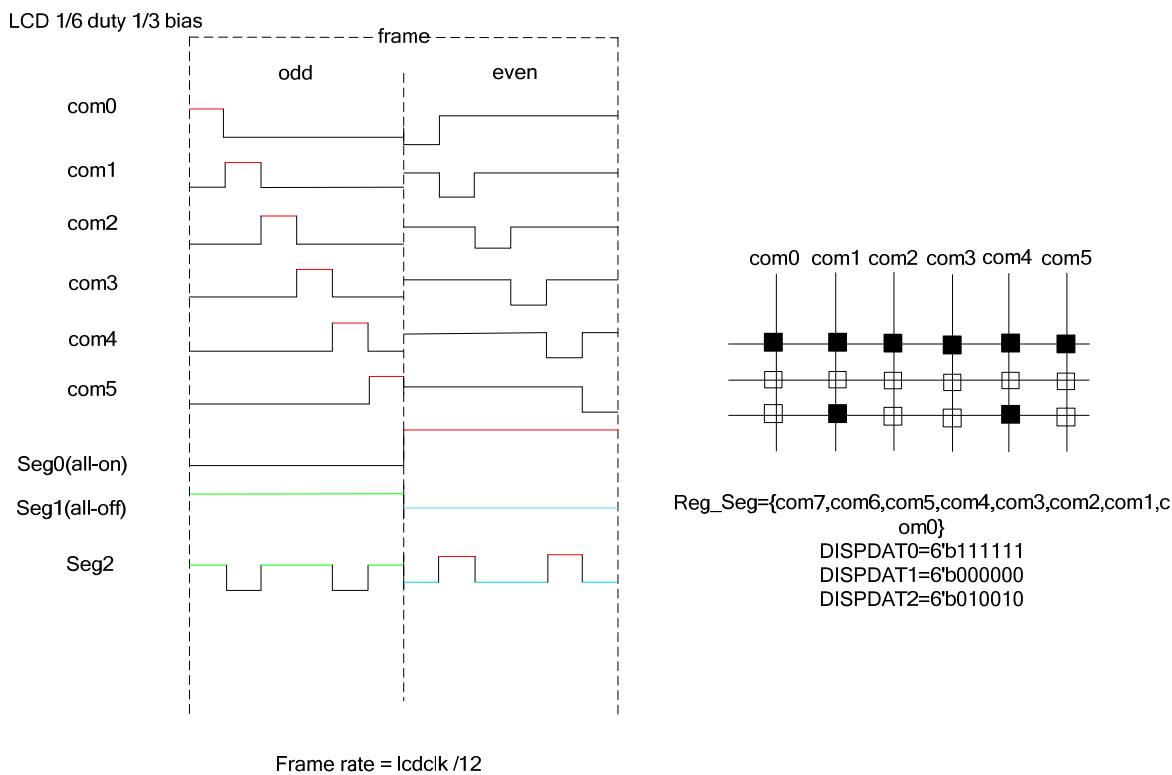 LCD 1/6 duty 1/3 bias
frame
odd
even
com0
com1
com2
com3
com4
com5
Seg0(all-on)
Seg1(all-off)
Seg2
Frame rate = lcdclk /12
com0 com1 com2 com3 com4 com5
Reg_Seg={com7,com6,com5,com4,com3,com2,com1,c
om0}
DISPDAT0=6'b111111
DISPDAT1=6'b000000
DISPDAT2=6'b010010